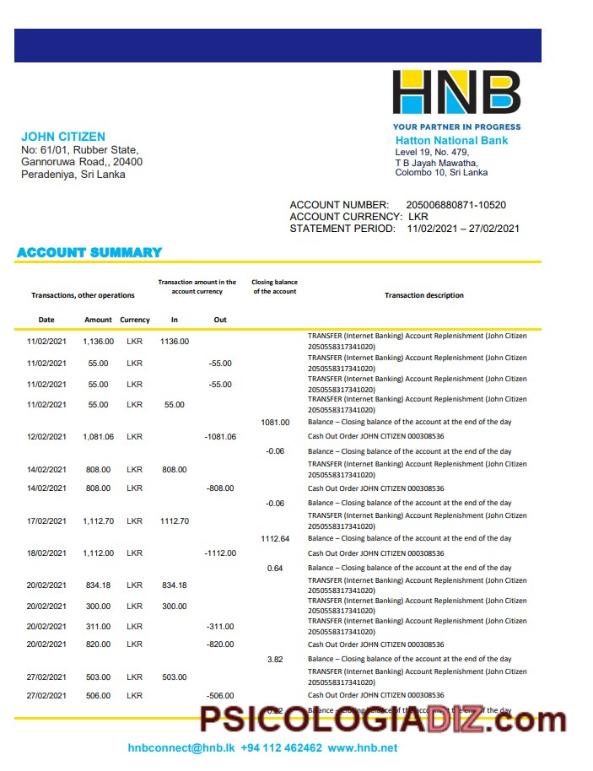 HNB
YOUR PARTNER IN PROGRESS
JOHN CITIZEN
No: 61/01, Rubber State,
Gannoruwa Road,, 20400
Peradeniya, Sri Lanka
Hatton National Bank
Level 19, No. 479,
T B Jayah Mawatha,
Colombo 10, Sri Lanka
ACCOUNT NUMBER: 205006880871-10520
ACCOUNT CURRENCY: LKR
STATEMENT PERIOD: 11/02/2021 – 27/02/2021
ACCOUNT SUMMARY
Transactions, other operations
Transaction amount in the
account currency
Closing balance
of the account
Transaction description
Date Amount Currency In Out
11/02/2021 1,136.00 LKR 1136.00 TRANSFER (Internet Banking) Account Replenishment (John Citizen
2050558317341020)
11/02/2021 55.00 LKR -55.00 TRANSFER (Internet Banking) Account Replenishment (John Citizen
2050558317341020)
11/02/2021 55.00 LKR -55.00 TRANSFER (Internet Banking) Account Replenishment (John Citizen
2050558317341020)
11/02/2021 55.00 LKR 55.00 TRANSFER (Internet Banking) Account Replenishment (John Citizen
2050558317341020)
1081.00 Balance – Closing balance of the account at the end of the day
12/02/2021 1,081.06 LKR -1081.06 Cash Out Order JOHN CITIZEN 000308536
-0.06 Balance – Closing balance of the account at the end of the day
14/02/2021 808.00 LKR 808.00 TRANSFER (Internet Banking) Account Replenishment (John Citizen
2050558317341020)
14/02/2021 808.00 LKR -808.00 Cash Out Order JOHN CITIZEN 000308536
-0.06 Balance – Closing balance of the account at the end of the day
17/02/2021 1,112.70 LKR 1112.70 TRANSFER (Internet Banking) Account Replenishment (John Citizen
2050558317341020)
1112.64 Balance – Closing balance of the account at the end of the day
18/02/2021 1,112.00 LKR -1112.00 Cash Out Order JOHN CITIZEN 000308536
0.64 Balance – Closing balance of the account at the end of the day
20/02/2021 834.18 LKR 834.18 TRANSFER (Internet Banking) Account Replenishment (John Citizen
2050558317341020)
20/02/2021 300.00 LKR 300.00 TRANSFER (Internet Banking) Account Replenishment (John Citizen
2050558317341020)
20/02/2021 311.00 LKR -311.00 TRANSFER (Internet Banking) Account Replenishment (John Citizen
2050558317341020)
20/02/2021 820.00 LKR -820.00 Cash Out Order JOHN CITIZEN 000308536
3.82 Balance – Closing balance of the account at the end of the day
27/02/2021 503.00 LKR 503.00 TRANSFER (Internet Banking) Account Replenishment (John Citizen
2050558317341020)
27/02/2021 506.00 LKR -506.00 Cash Out Order JOHN CITIZEN 000308536
Balance – Closing balance of the account at the end of the day
PSICOLOGIADIZ.com
hnbconnect@hnb.lk +94 112 462462 www.hnb.net